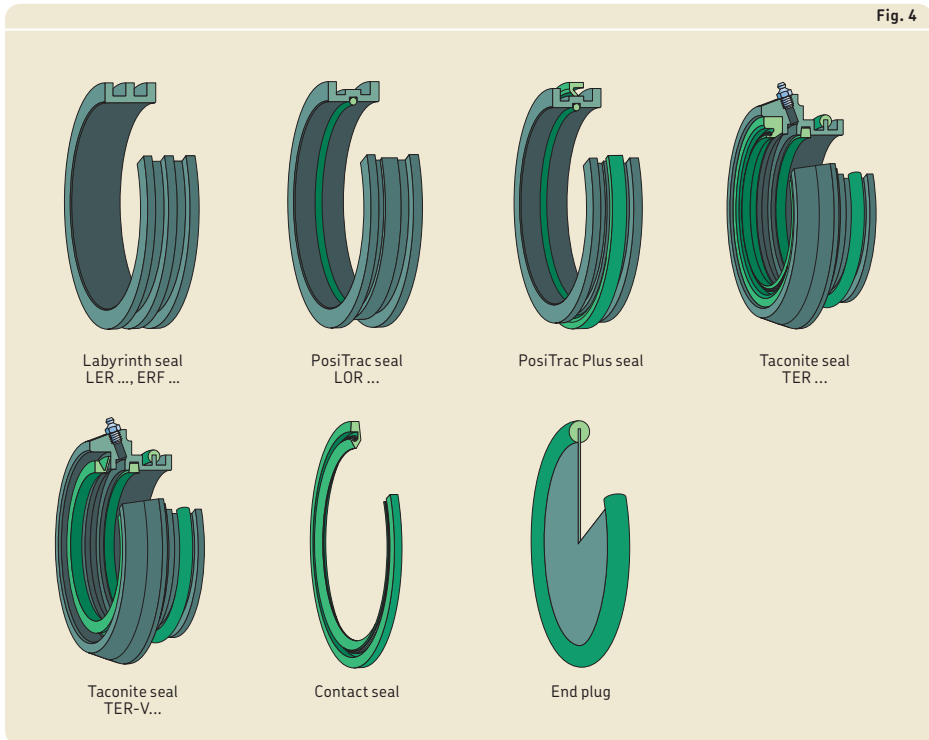 Fig. 4
Labyrinth seal
LER ..., ERF ...
PosiTrac seal
LOR ...
PosiTrac Plus seal
Taconite seal
TER ...
Taconite seal
TER-V...
Contact seal
End plug